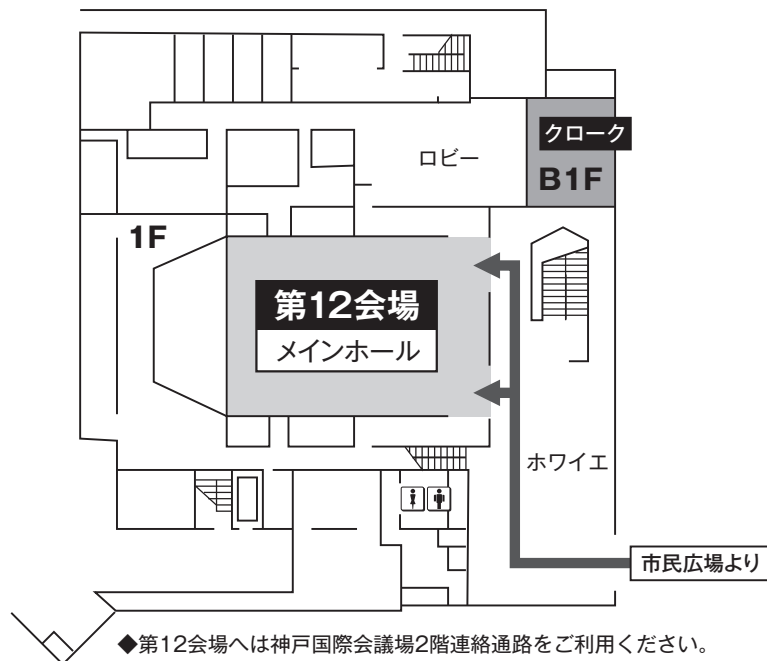 クローク
ロビー
B1F
1F
第12会場
メインホール
ホワイエ
市民広場より
◆第12会場へは神戸国際会議場2階連絡通路をご利用ください。